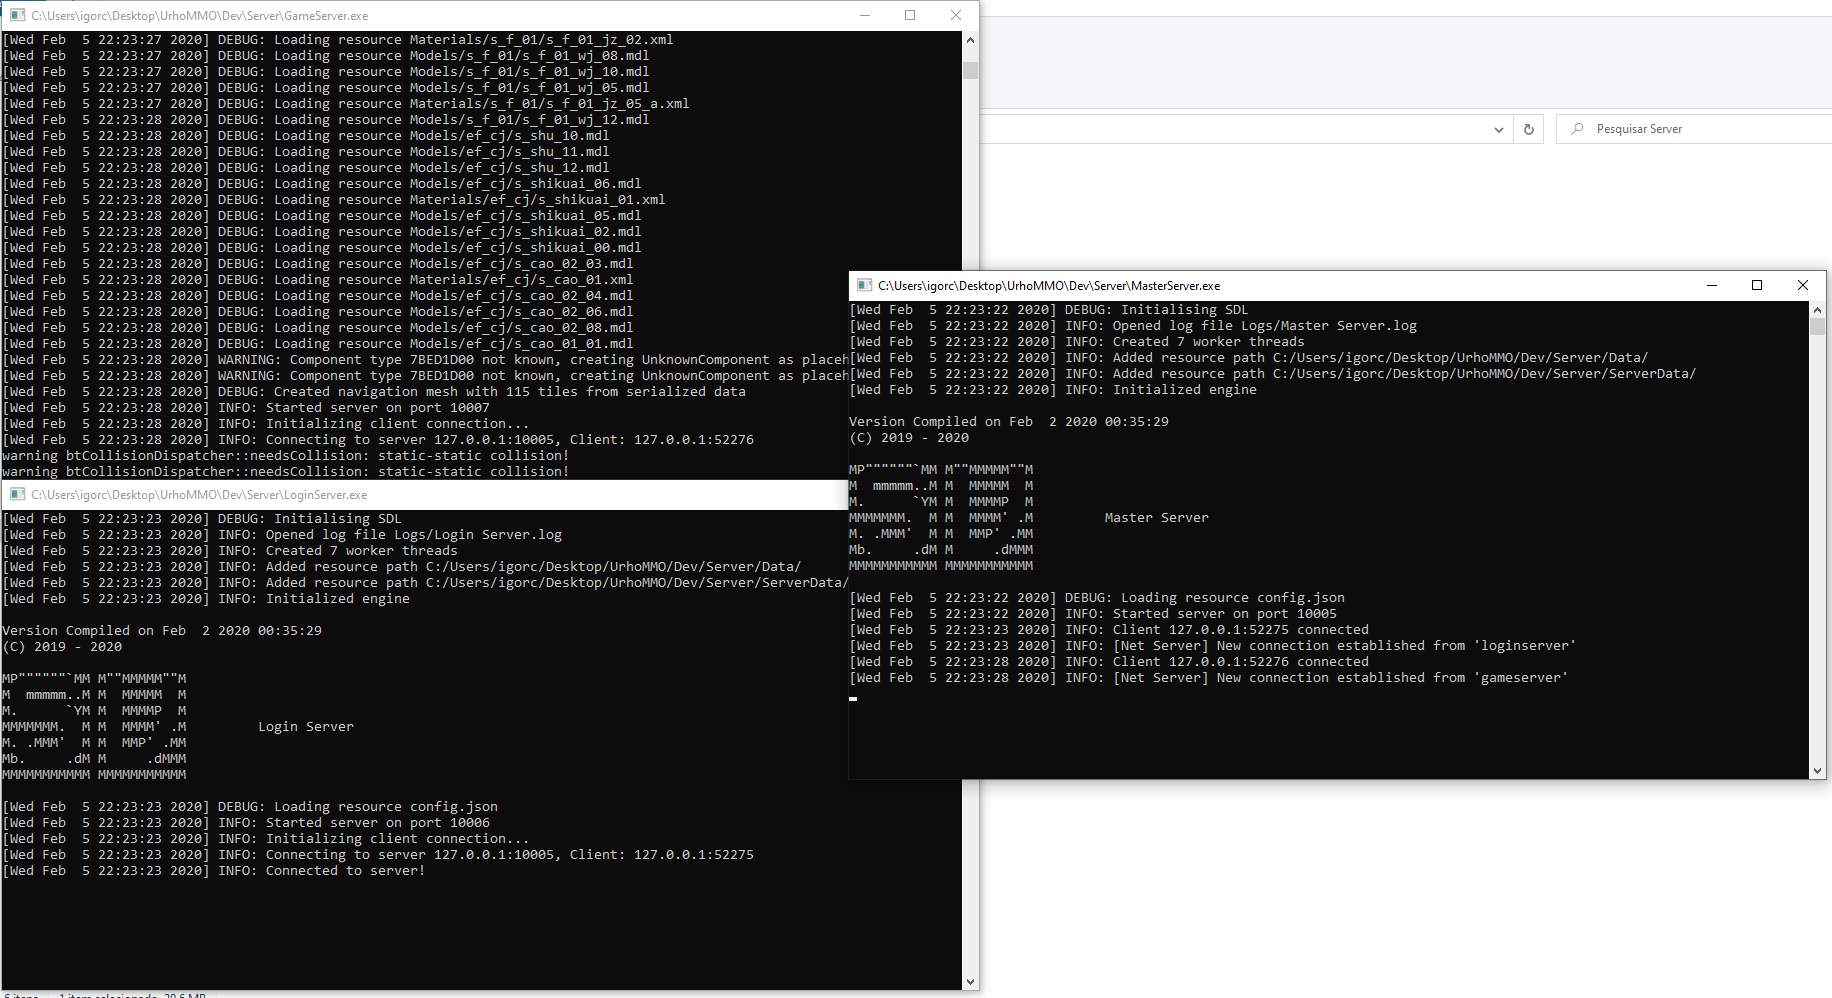 C:\Users\igorc\Desktop\UrhoMMO\Dev\Server\GameServer.exe
[Wed Feb  5 22:23:27 2020] DEBUG: Loading resource Materials/s_f_01/s_f_01_jz_02.xml
[Wed Feb  5 22:23:27 2020] DEBUG: Loading resource Models/s_f_01/s_f_01_wj_08.mdl
[Wed Feb  5 22:23:27 2020] DEBUG: Loading resource Models/s_f_01/s_f_01_wj_10.mdl
[Wed Feb  5 22:23:27 2020] DEBUG: Loading resource Models/s_f_01/s_f_01_wj_05.mdl
[Wed Feb  5 22:23:27 2020] DEBUG: Loading resource Materials/s_f_01/s_f_01_jz_05_a.xml
[Wed Feb  5 22:23:28 2020] DEBUG: Loading resource Models/s_f_01/s_f_01_wj_12.mdl
[Wed Feb  5 22:23:28 2020] DEBUG: Loading resource Models/ef_cj/s_shu_10.mdl
[Wed Feb  5 22:23:28 2020] DEBUG: Loading resource Models/ef_cj/s_shu_11.mdl
[Wed Feb  5 22:23:28 2020] DEBUG: Loading resource Models/ef_cj/s_shu_12.mdl
[Wed Feb  5 22:23:28 2020] DEBUG: Loading resource Models/ef_cj/s_shikuai_06.mdl
[Wed Feb  5 22:23:28 2020] DEBUG: Loading resource Materials/ef_cj/s_shikuai_01.xml
[Wed Feb  5 22:23:28 2020] DEBUG: Loading resource Models/ef_cj/s_shikuai_05.mdl
[Wed Feb  5 22:23:28 2020] DEBUG: Loading resource Models/ef_cj/s_shikuai_02.mdl
[Wed Feb  5 22:23:28 2020] DEBUG: Loading resource Models/ef_cj/s_shikuai_00.mdl
[Wed Feb  5 22:23:28 2020] DEBUG: Loading resource Models/ef_cj/s_cao_02_03.mdl
[Wed Feb  5 22:23:28 2020] DEBUG: Loading resource Materials/ef_cj/s_cao_01.xml
[Wed Feb  5 22:23:28 2020] DEBUG: Loading resource Models/ef_cj/s_cao_02_04.mdl
[Wed Feb  5 22:23:28 2020] DEBUG: Loading resource Models/ef_cj/s_cao_02_06.mdl
[Wed Feb  5 22:23:28 2020] DEBUG: Loading resource Models/ef_cj/s_cao_02_08.mdl
[Wed Feb  5 22:23:28 2020] DEBUG: Loading resource Models/ef_cj/s_cao_01_01.mdl
[Wed Feb  5 22:23:28 2020] WARNING: Component type 7BED1D00 not known, creating UnknownComponent as placeh
[Wed Feb  5 22:23:28 2020] WARNING: Component type 7BED1D00 not known, creating UnknownComponent as placeh
[Wed Feb  5 22:23:28 2020] DEBUG: Created navigation mesh with 115 tiles from serialized data
[Wed Feb  5 22:23:28 2020] INFO: Started server on port 10007
[Wed Feb  5 22:23:28 2020] INFO: Initializing client connection...
[Wed Feb  5 22:23:28 2020] INFO: Connecting to server 127.0.0.1:10005, Client: 127.0.0.1:52276
warning btCollisionDispatcher::needsCollision: static-static collision!
warning btCollisionDispatcher::needsCollision: static-static collision!
Pesquisar Server
C:\Users\igorc\Desktop\UrhoMMO\Dev\Server\LoginServer.exe
[Wed Feb  5 22:23:23 2020] DEBUG: Initialising SDL
[Wed Feb  5 22:23:23 2020] INFO: Opened log file Logs/Login Server.log
[Wed Feb  5 22:23:23 2020] INFO: Created 7 worker threads
[Wed Feb  5 22:23:23 2020] INFO: Added resource path C:/Users/igorc/Desktop/UrhoMMO/Dev/Server/Data/
[Wed Feb  5 22:23:23 2020] INFO: Added resource path C:/Users/igorc/Desktop/UrhoMMO/Dev/Server/ServerData/
[Wed Feb  5 22:23:23 2020] INFO: Initialized engine
Version Compiled on Feb  2 2020 00:35:29
(C) 2019 - 2020
MP""""""`MM M""MMMMM""M
M  mmmmm..M M  MMMMM  M
M.      `YM M  MMMMP  M
MMMMMMM.  M M  MMMM' .M         Login Server
M. .MMM'  M M  MMP' .MM
Mb.     .dM M     .dMMM
MMMMMMMMMMM MMMMMMMMMMM
[Wed Feb  5 22:23:23 2020] DEBUG: Loading resource config.json
[Wed Feb  5 22:23:23 2020] INFO: Started server on port 10006
[Wed Feb  5 22:23:23 2020] INFO: Initializing client connection...
[Wed Feb  5 22:23:23 2020] INFO: Connecting to server 127.0.0.1:10005, Client: 127.0.0.1:52275
[Wed Feb  5 22:23:23 2020] INFO: Connected to server!
C:\Users\igorc\Desktop\UrhoMMO\Dev\Server\MasterServer.exe
[Wed Feb  5 22:23:22 2020] DEBUG: Initialising SDL
[Wed Feb  5 22:23:22 2020] INFO: Opened log file Logs/Master Server.log
[Wed Feb  5 22:23:22 2020] INFO: Created 7 worker threads
[Wed Feb  5 22:23:22 2020] INFO: Added resource path C:/Users/igorc/Desktop/UrhoMMO/Dev/Server/Data/
[Wed Feb  5 22:23:22 2020] INFO: Added resource path C:/Users/igorc/Desktop/UrhoMMO/Dev/Server/ServerData/
[Wed Feb  5 22:23:22 2020] INFO: Initialized engine
Version Compiled on Feb  2 2020 00:35:29
(C) 2019 - 2020
MP""""""`MM M""MMMMM""M
M  mmmmm..M M  MMMMM  M
M.      `YM M  MMMMP  M
MMMMMMM.  M M  MMMM' .M         Master Server
M. .MMM'  M M  MMP' .MM
Mb.     .dM M     .dMMM
MMMMMMMMMMM MMMMMMMMMMM
[Wed Feb  5 22:23:22 2020] DEBUG: Loading resource config.json
[Wed Feb  5 22:23:22 2020] INFO: Started server on port 10005
[Wed Feb  5 22:23:23 2020] INFO: Client 127.0.0.1:52275 connected
[Wed Feb  5 22:23:23 2020] INFO: [Net Server] New connection established from 'loginserver'
[Wed Feb  5 22:23:28 2020] INFO: Client 127.0.0.1:52276 connected
[Wed Feb  5 22:23:28 2020] INFO: [Net Server] New connection established from 'gameserver'